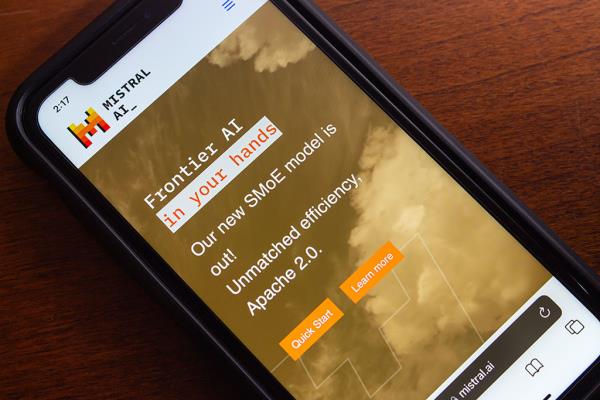 2:17
MISTRAL
AI_
Frontier AI
in your hands
Our new SMoE model is
out!
Unmatched efficiency,
Apache 2.0.
Quick Start
Learn more
mistral.ai